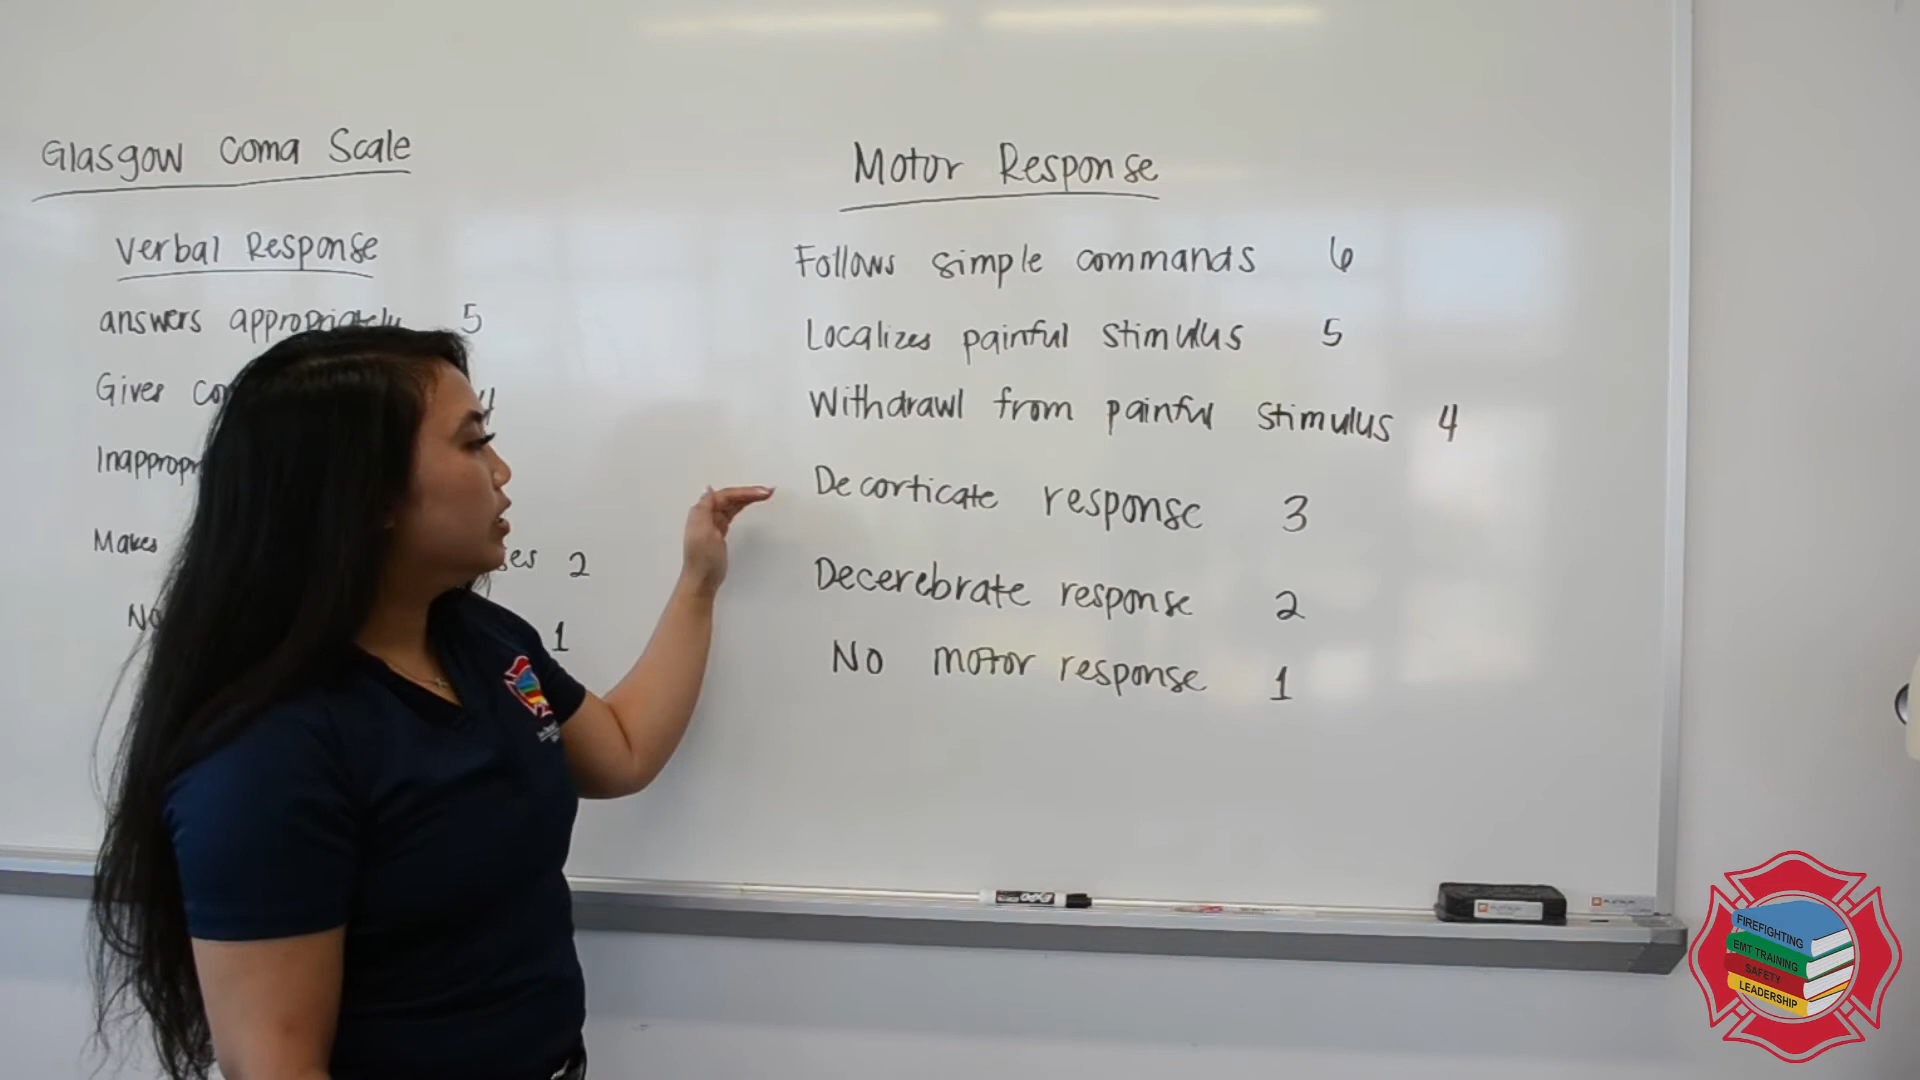 Glasgow Coma Scale
Verbal Response
answers appropriately 5
Gives 4
Makes 2
1
Motor Response
Follows simple commands 6
Localizes painful stimulus 5
Withdrawl from painful stimulus 4
Decorticate response 3
Decerebrate response 2
No motor response 1
FIREFIGHTING
EMT TRAINING
SAFETY
LEADERSHIP